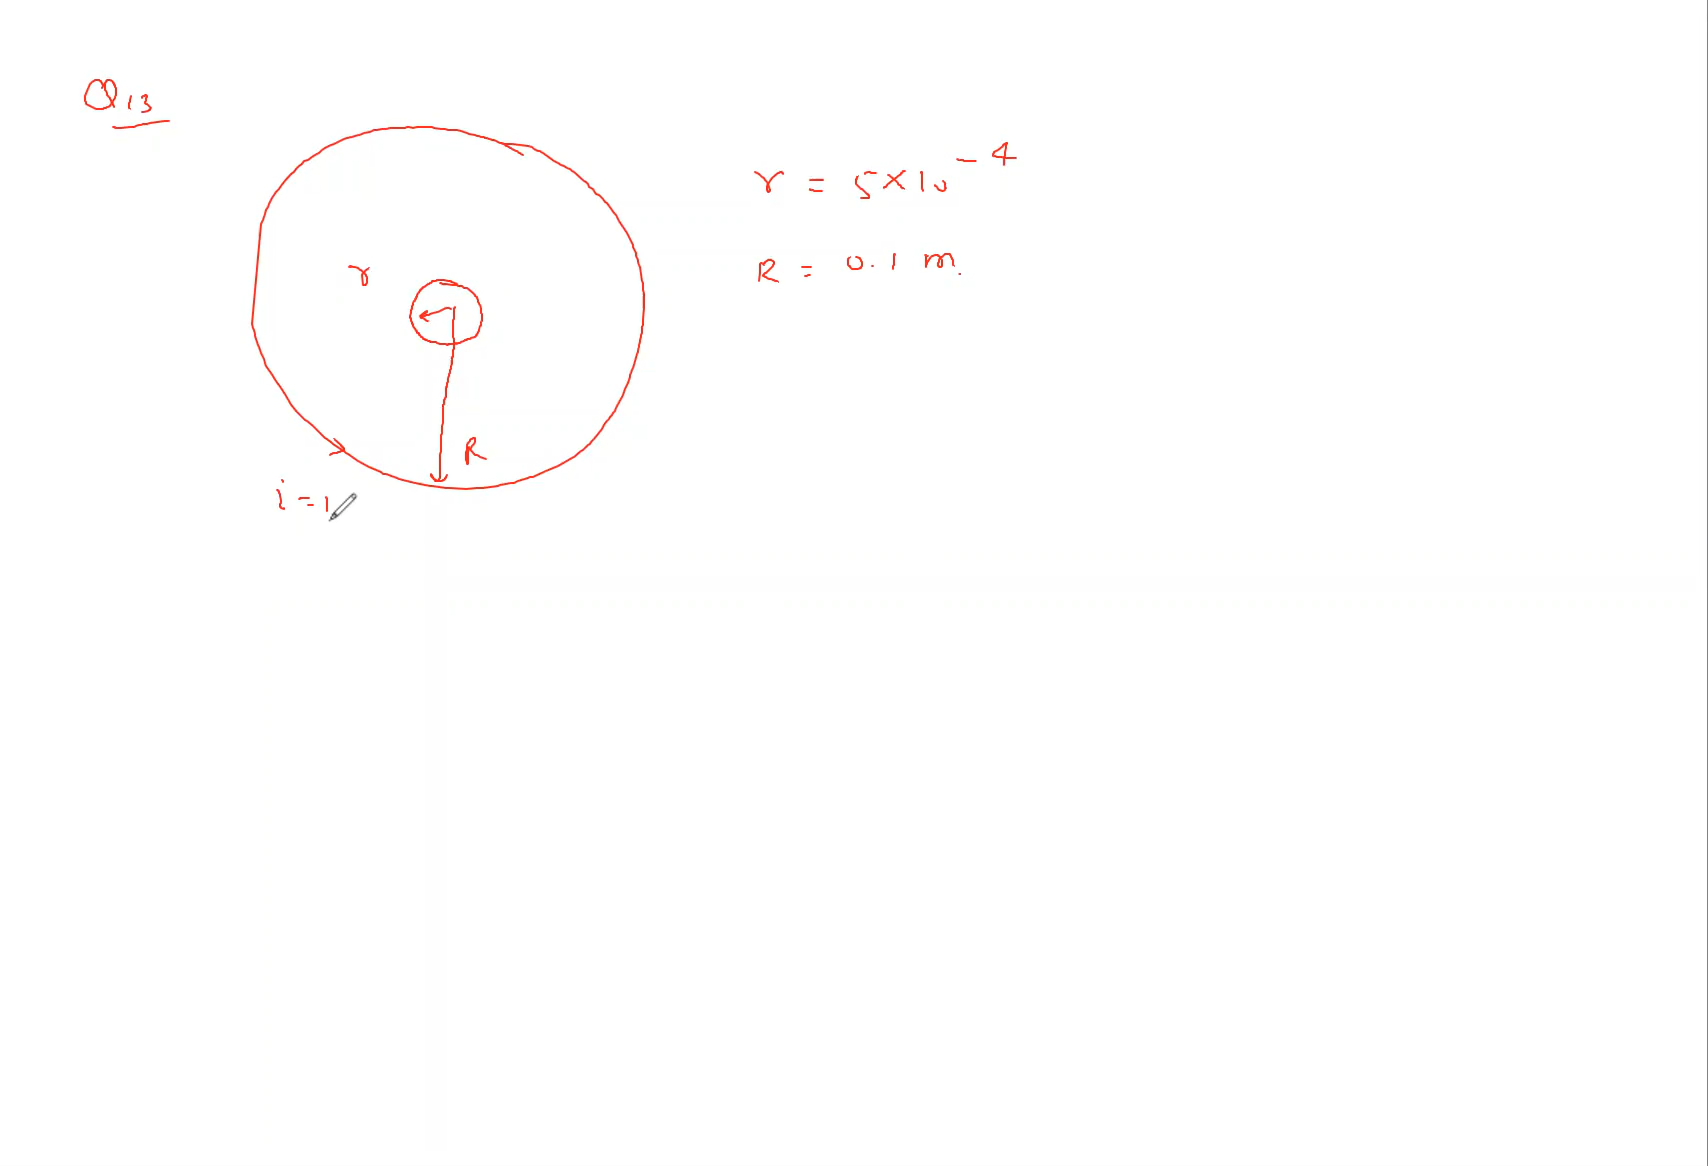 Q13
r = 5×10⁻⁴
R = 0.1 m.
r
R
i = 1